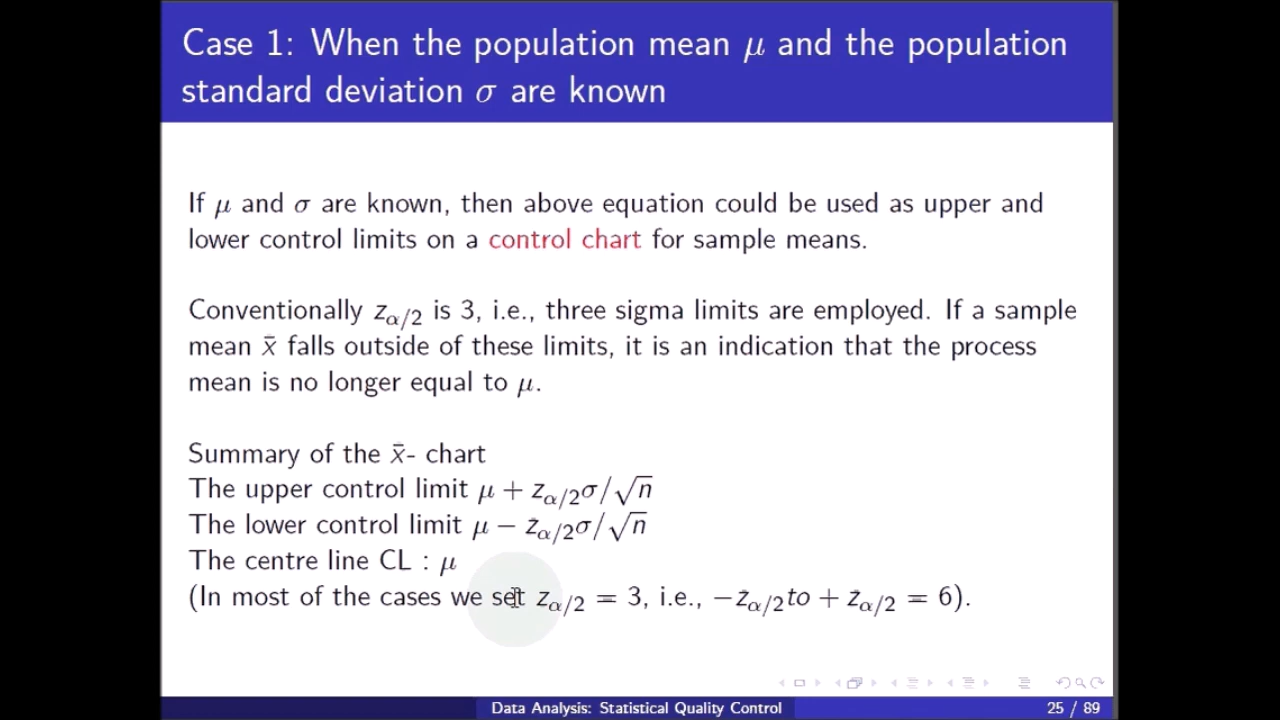 Case 1: When the population mean μ and the population
standard deviation σ are known
If μ and σ are known, then above equation could be used as upper and
lower control limits on a control chart for sample means.
Conventionally z_{α/2} is 3, i.e., three sigma limits are employed. If a sample
mean x̄ falls outside of these limits, it is an indication that the process
mean is no longer equal to μ.
Summary of the x̄- chart
The upper control limit μ + z_{α/2}σ/√n
The lower control limit μ − z_{α/2}σ/√n
The centre line CL : μ
(In most of the cases we set z_{α/2} = 3, i.e., −z_{α/2}to + z_{α/2} = 6).
Data Analysis: Statistical Quality Control
25 / 89